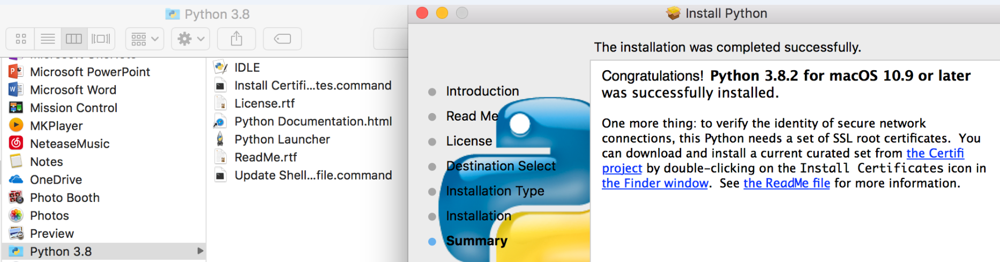 Python 3.8
Microsoft PowerPoint
Microsoft Word
Mission Control
MKPlayer
NeteaseMusic
Notes
OneDrive
Photo Booth
Photos
Preview
Python 3.8
IDLE
Install Certifi...tes.command
License.rtf
Python Documentation.html
Python Launcher
ReadMe.rtf
Update Shell...file.command
Install Python
The installation was completed successfully.
Introduction
Read Me
License
Destination Select
Installation Type
Installation
Summary
Congratulations! Python 3.8.2 for macOS 10.9 or later
was successfully installed.
One more thing: to verify the identity of secure network
connections, this Python needs a set of SSL root certificates. You
can download and install a current curated set from the Certifi
project by double-clicking on the Install Certificates icon in
the Finder window. See the ReadMe file for more information.